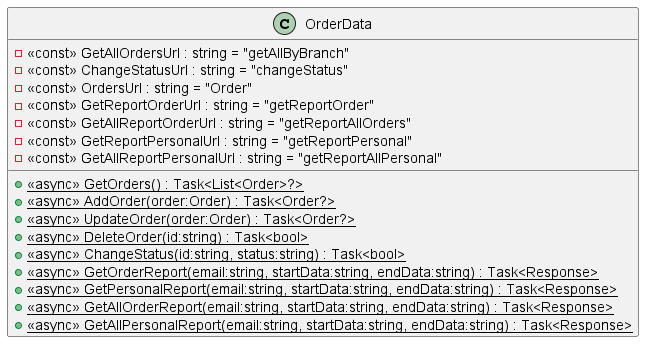 C OrderData
«const» GetAllOrdersUrl : string = "getAllByBranch"
«const» ChangeStatusUrl : string = "changeStatus"
«const» OrdersUrl : string = "Order"
«const» GetReportOrderUrl : string = "getReportOrder"
«const» GetAllReportOrderUrl : string = "getReportAllOrders"
«const» GetReportPersonalUrl : string = "getReportPersonal"
«const» GetAllReportPersonalUrl : string = "getReportAllPersonal"
«async» GetOrders() : Task<List<Order>?>
«async» AddOrder(order:Order) : Task<Order?>
«async» UpdateOrder(order:Order) : Task<Order?>
«async» DeleteOrder(id:string) : Task<bool>
«async» ChangeStatus(id:string, status:string) : Task<bool>
«async» GetOrderReport(email:string, startData:string, endData:string) : Task<Response>
«async» GetPersonalReport(email:string, startData:string, endData:string) : Task<Response>
«async» GetAllOrderReport(email:string, startData:string, endData:string) : Task<Response>
«async» GetAllPersonalReport(email:string, startData:string, endData:string) : Task<Response>